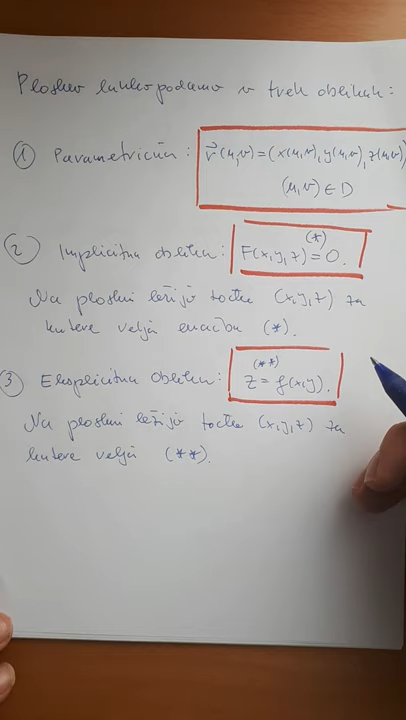 Ploskev lahko podamo v treh oblikah:
① Parametrična: r⃗(u,v)=(x(u,v),y(u,v),z(u,v))
(u,v)∈D
② Implicitna oblika: F(x,y,z)=0. (*)
Na ploskvi ležijo točke (x,y,z) za
katere velja enačba (*).
③ Eksplicitna oblika: (**) z=f(x,y).
Na ploskvi ležijo točke (x,y,z) za
katere velja (**).